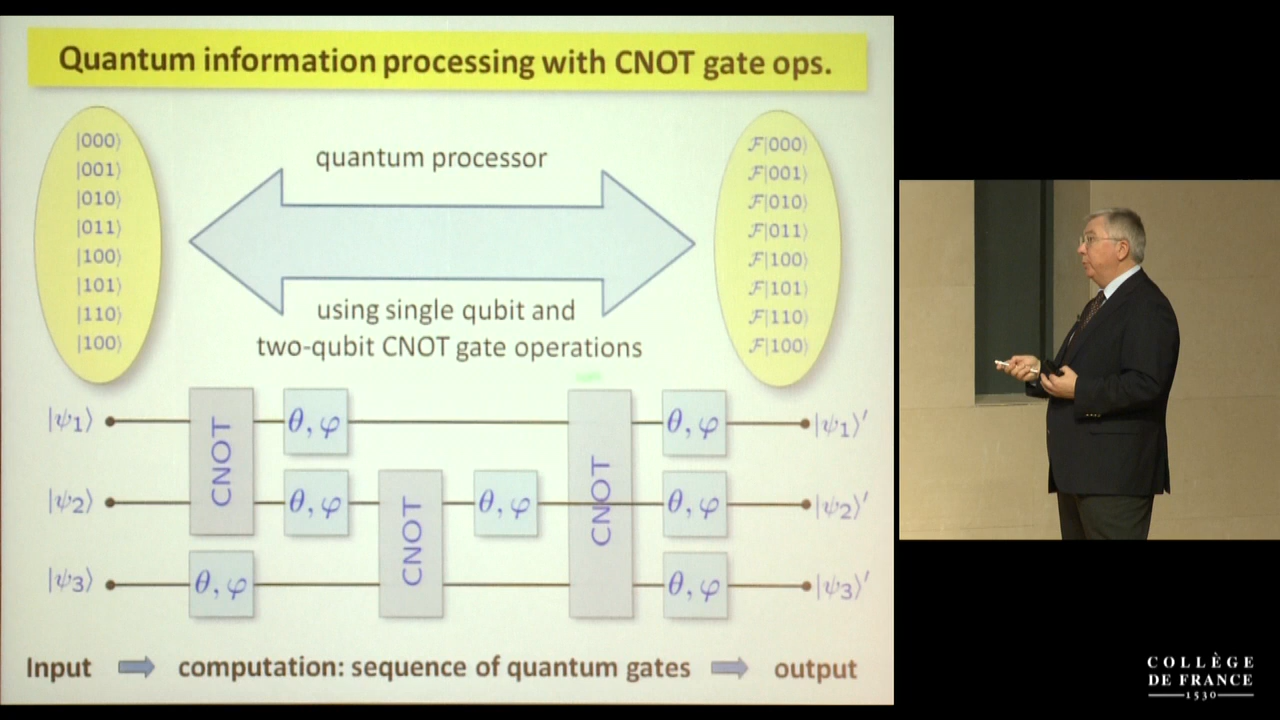 Quantum information processing with CNOT gate ops.
|000⟩
|001⟩
|010⟩
|011⟩
|100⟩
|101⟩
|110⟩
|100⟩
quantum processor
using single qubit and
two-qubit CNOT gate operations
ℱ|000⟩
ℱ|001⟩
ℱ|010⟩
ℱ|011⟩
ℱ|100⟩
ℱ|101⟩
ℱ|110⟩
ℱ|100⟩
|ψ₁⟩
CNOT
θ, φ
CNOT
θ, φ
|ψ₁⟩′
|ψ₂⟩
θ, φ
CNOT
θ, φ
θ, φ
|ψ₂⟩′
|ψ₃⟩
θ, φ
θ, φ
|ψ₃⟩′
Input
computation: sequence of quantum gates
output
COLLÈGE
DE FRANCE
1530